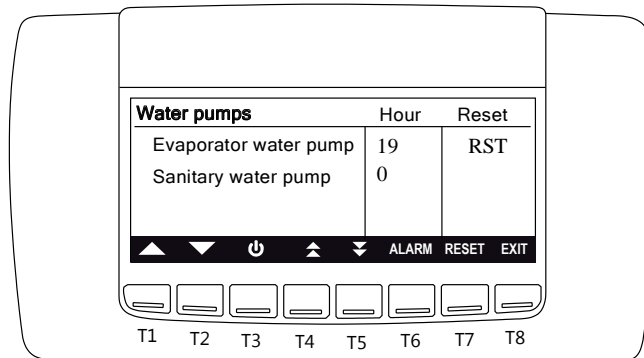 Water pumps Hour Reset
Evaporator water pump 19 RST
Sanitary water pump 0
ALARM RESET EXIT
T1 T2 T3 T4 T5 T6 T7 T8